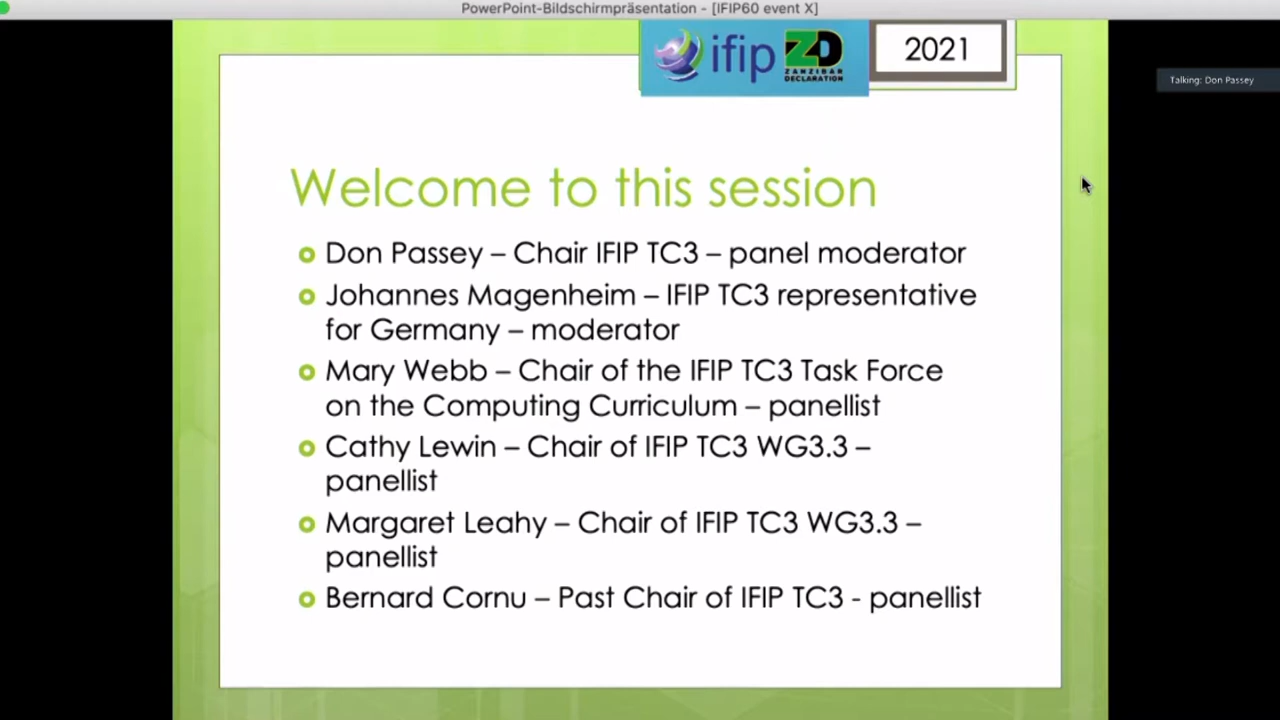 PowerPoint-Bildschirmpräsentation - [IFIP60 event X]
ifip
ZD
ZANZIBAR
DECLARATION
2021
Talking: Don Passey
Welcome to this session
Don Passey – Chair IFIP TC3 – panel moderator
Johannes Magenheim – IFIP TC3 representative
for Germany – moderator
Mary Webb – Chair of the IFIP TC3 Task Force
on the Computing Curriculum – panellist
Cathy Lewin – Chair of IFIP TC3 WG3.3 –
panellist
Margaret Leahy – Chair of IFIP TC3 WG3.3 –
panellist
Bernard Cornu – Past Chair of IFIP TC3 - panellist